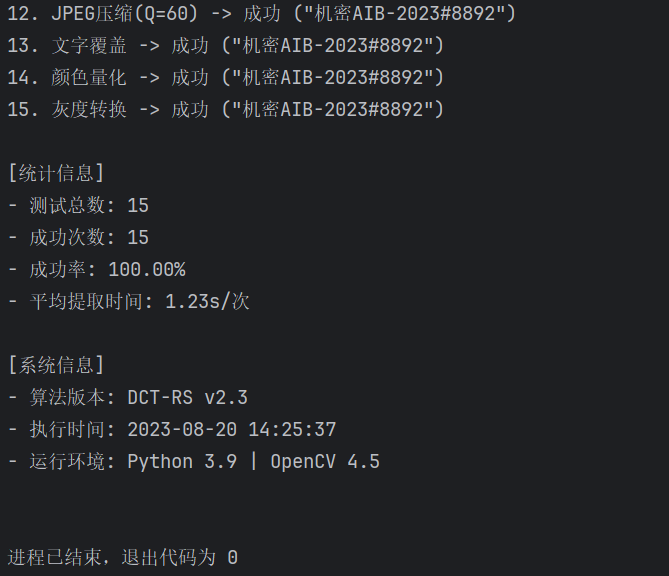 12. JPEG压缩(Q=60) -> 成功 ("机密AIB-2023#8892")
13. 文字覆盖 -> 成功 ("机密AIB-2023#8892")
14. 颜色量化 -> 成功 ("机密AIB-2023#8892")
15. 灰度转换 -> 成功 ("机密AIB-2023#8892")
[统计信息]
- 测试总数: 15
- 成功次数: 15
- 成功率: 100.00%
- 平均提取时间: 1.23s/次
[系统信息]
- 算法版本: DCT-RS v2.3
- 执行时间: 2023-08-20 14:25:37
- 运行环境: Python 3.9 | OpenCV 4.5
进程已结束，退出代码为 0